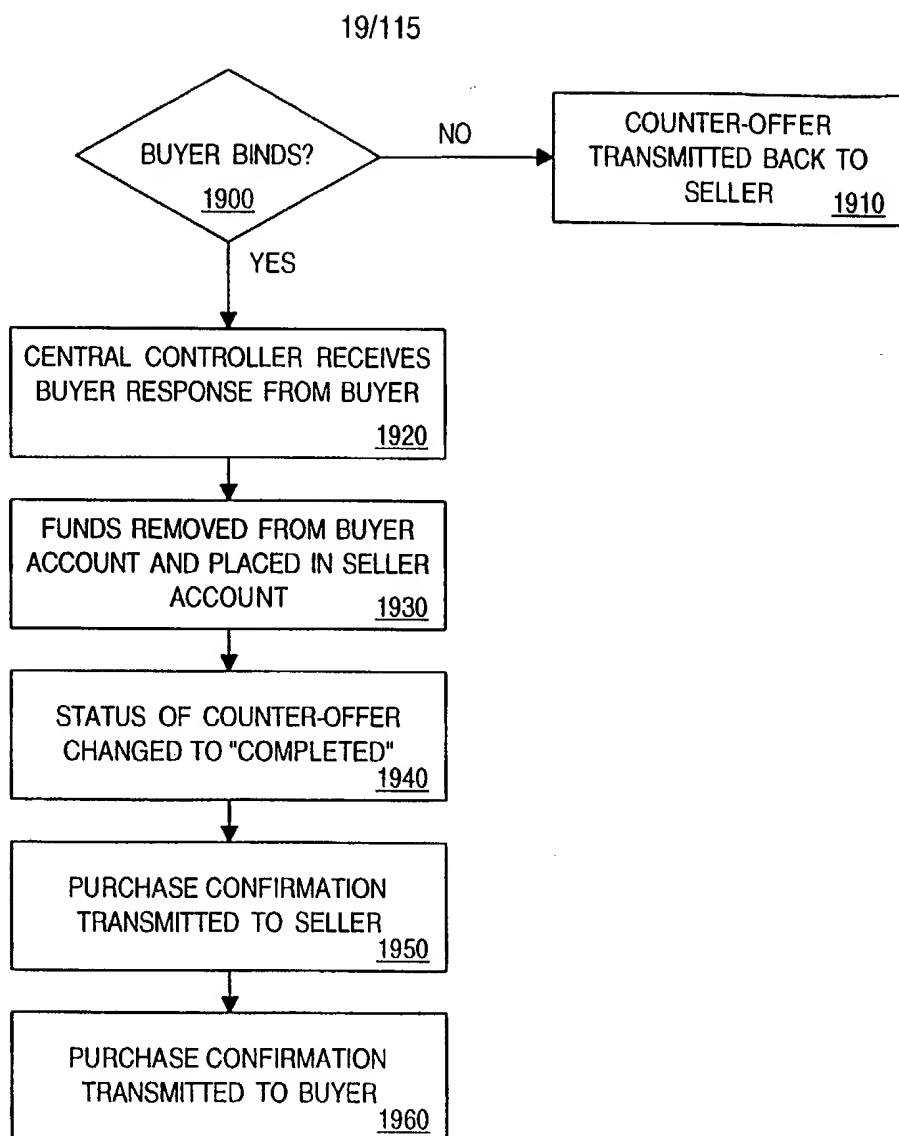 19/115
BUYER BINDS?
1900
NO
COUNTER-OFFER
TRANSMITTED BACK TO
SELLER
1910
YES
CENTRAL CONTROLLER RECEIVES
BUYER RESPONSE FROM BUYER
1920
FUNDS REMOVED FROM BUYER
ACCOUNT AND PLACED IN SELLER
ACCOUNT
1930
STATUS OF COUNTER-OFFER
CHANGED TO "COMPLETED"
1940
PURCHASE CONFIRMATION
TRANSMITTED TO SELLER
1950
PURCHASE CONFIRMATION
TRANSMITTED TO BUYER
1960